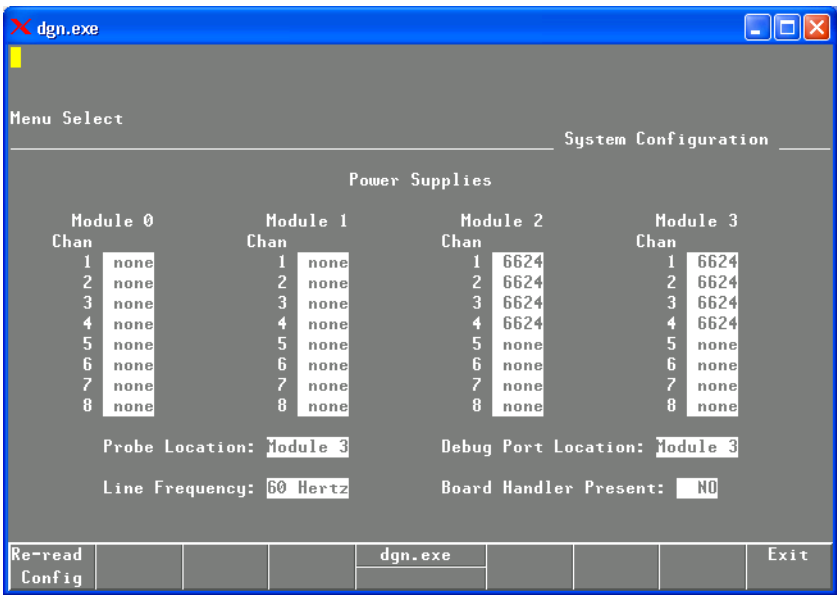 dgn.exe
Menu Select
System Configuration
Power Supplies
Module 0 Module 1 Module 2 Module 3
Chan Chan Chan Chan
1 none 1 none 1 6624 1 6624
2 none 2 none 2 6624 2 6624
3 none 3 none 3 6624 3 6624
4 none 4 none 4 6624 4 6624
5 none 5 none 5 none 5 none
6 none 6 none 6 none 6 none
7 none 7 none 7 none 7 none
8 none 8 none 8 none 8 none
Probe Location: Module 3 Debug Port Location: Module 3
Line Frequency: 60 Hertz Board Handler Present: NO
Re-read dgn.exe Exit
Config